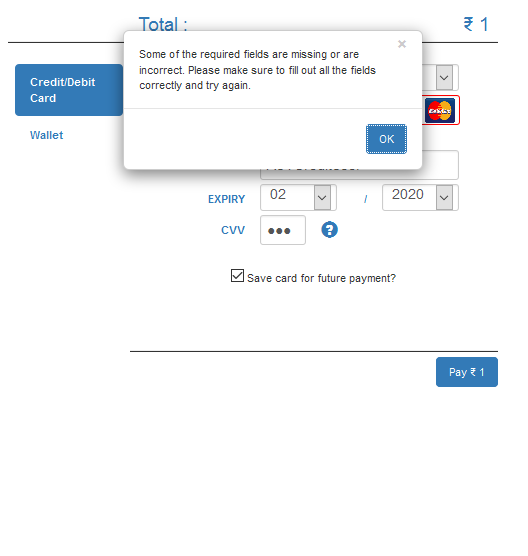 Total : ₹ 1
×
Some of the required fields are missing or are
incorrect. Please make sure to fill out all the fields
correctly and try again.
OK
Credit/Debit
Card
Wallet
EXPIRY 02 / 2020
CVV ●●● ?
Save card for future payment?
Pay ₹ 1